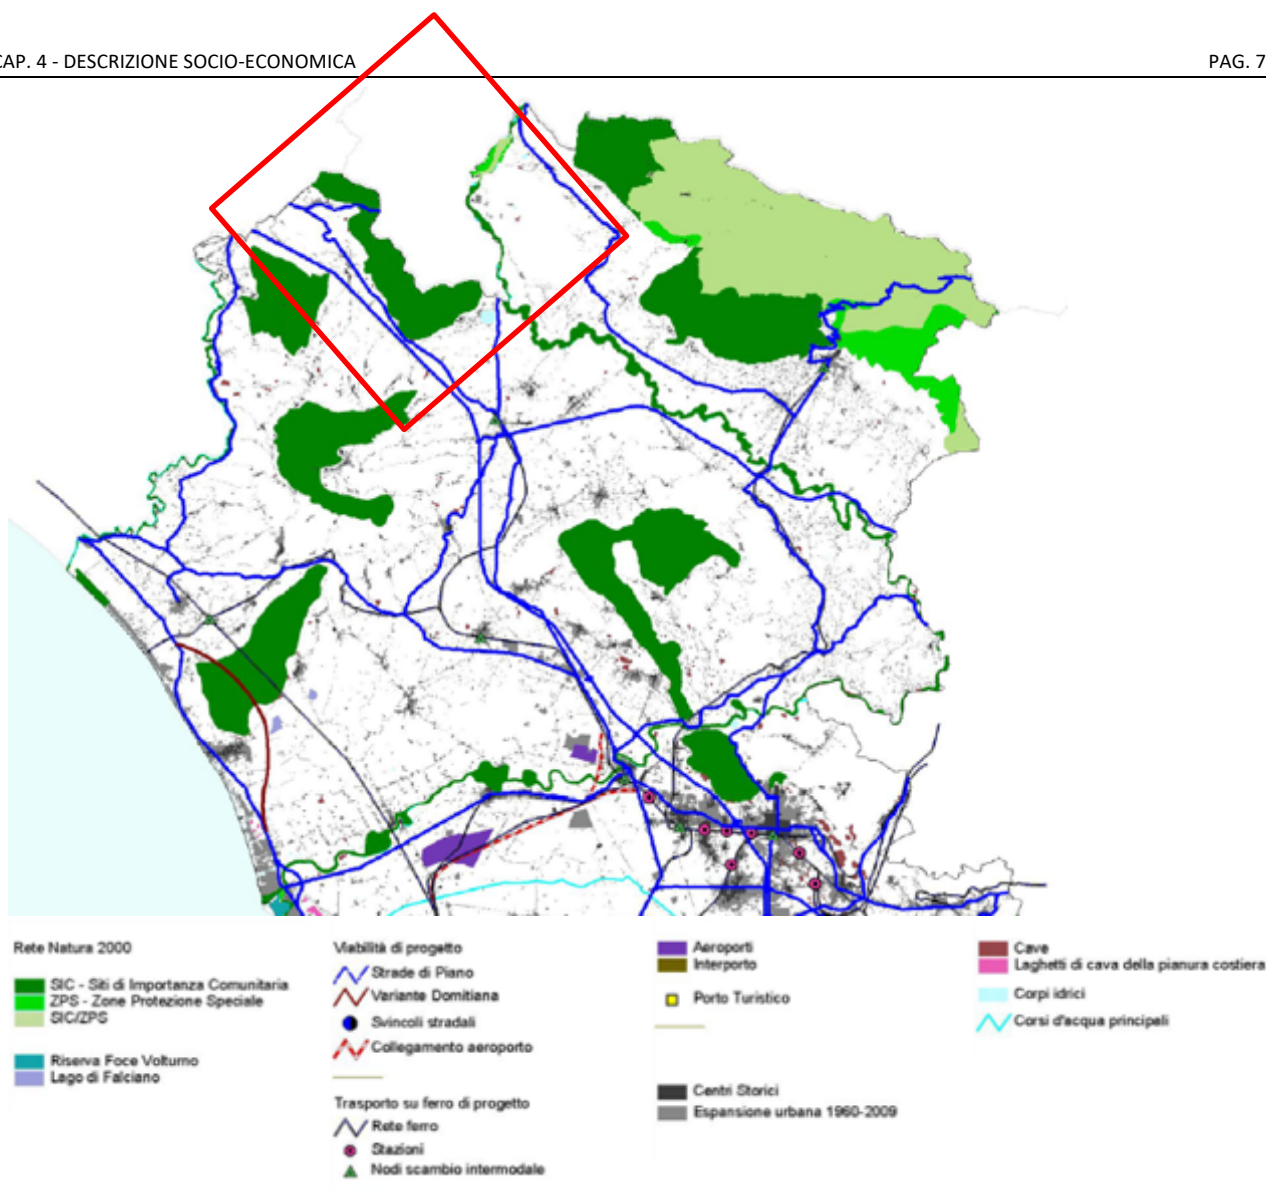 CAP. 4 - DESCRIZIONE SOCIO-ECONOMICA
PAG. 7
Rete Natura 2000
SIC - Siti di Importanza Comunitaria
ZPS - Zone Protezione Speciale
SIC/ZPS
Riserva Foce Volturno
Lago di Falciano
Viabilità di progetto
Strade di Piano
Variante Domitiana
Svincoli stradali
Collegamento aeroporto
Trasporto su ferro di progetto
Rete ferro
Stazioni
Nodi scambio intermodale
Aeroporti
Interporto
Porto Turistico
Centri Storici
Espansione urbana 1960-2009
Cave
Laghetti di cava della pianura costiera
Corpi idrici
Corsi d'acqua principali